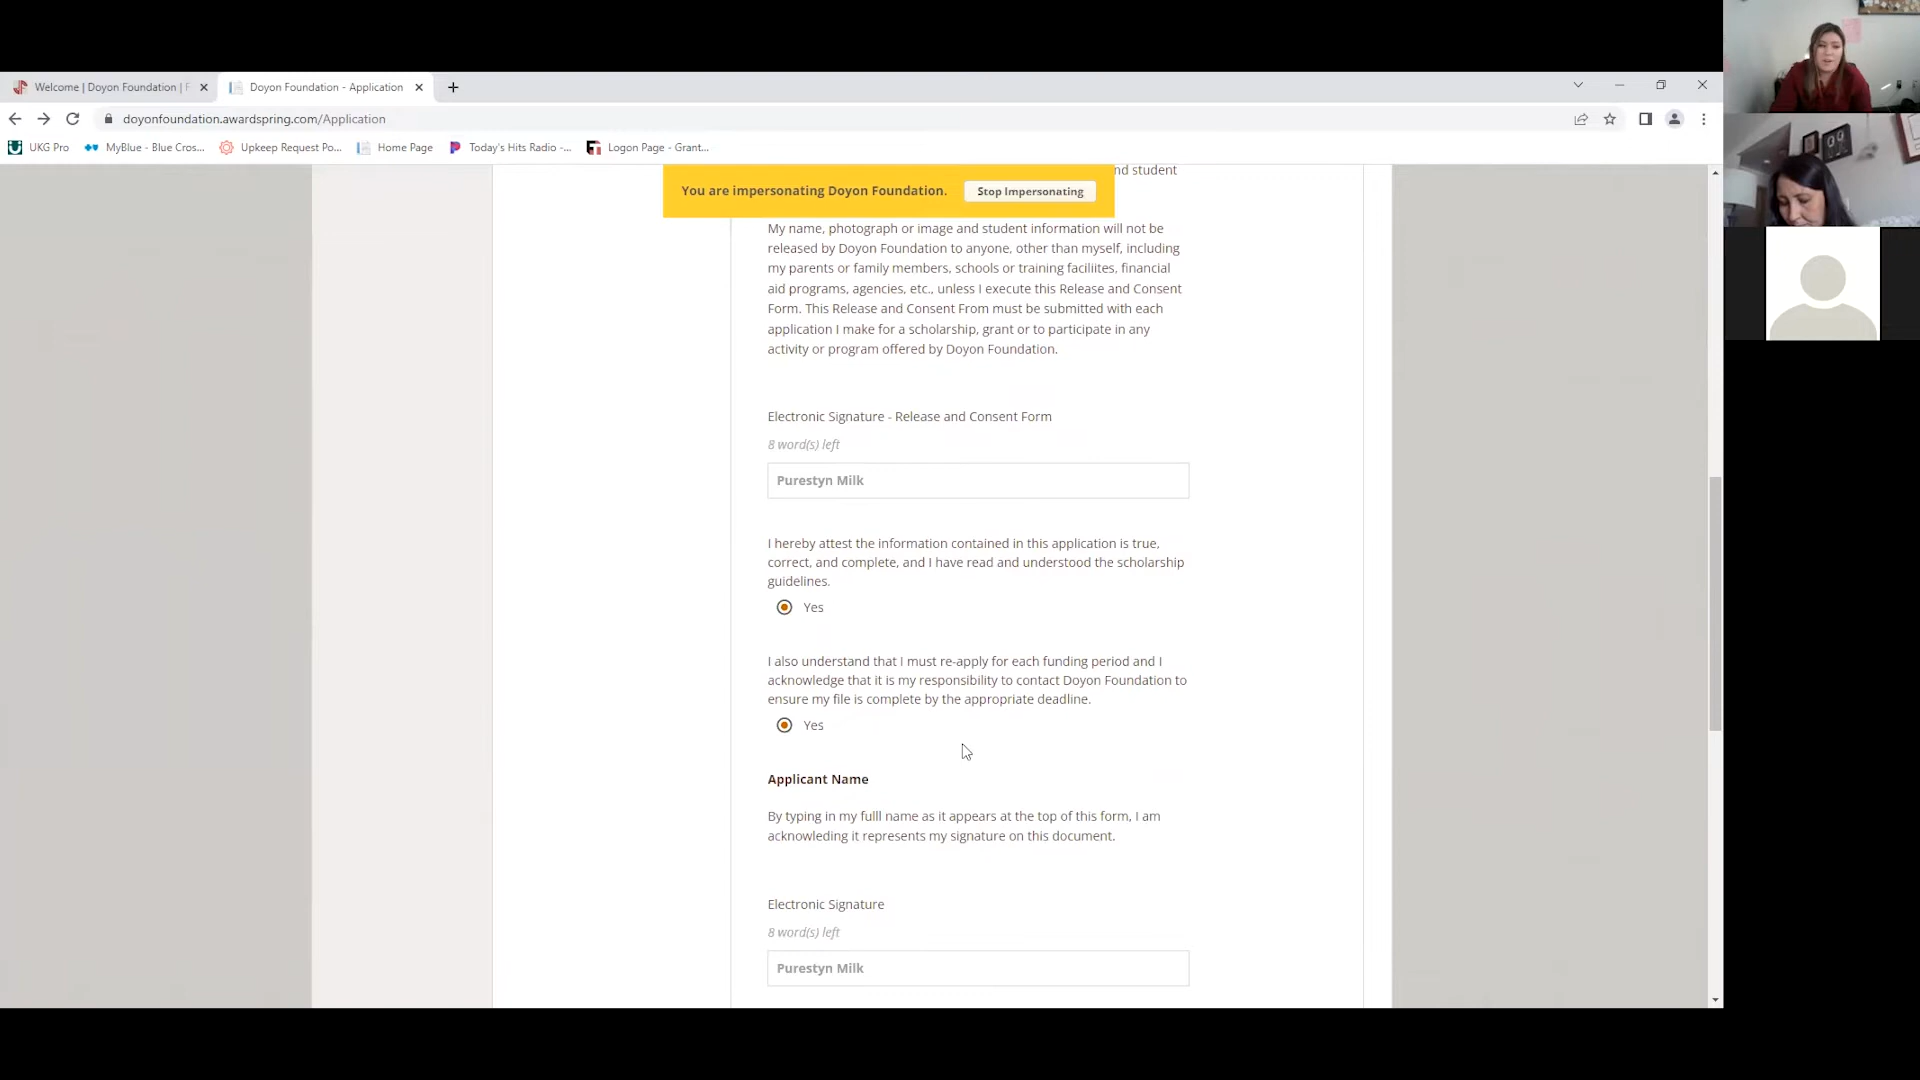 Welcome | Doyon Foundation | F
Doyon Foundation - Application
doyonfoundation.awardspring.com/Application
UKG Pro
MyBlue - Blue Cros...
Upkeep Request Po...
Home Page
Today's Hits Radio -...
Logon Page - Grant...
You are impersonating Doyon Foundation.
Stop Impersonating
nd student
My name, photograph or image and student information will not be
released by Doyon Foundation to anyone, other than myself, including
my parents or family members, schools or training faciliites, financial
aid programs, agencies, etc., unless I execute this Release and Consent
Form. This Release and Consent From must be submitted with each
application I make for a scholarship, grant or to participate in any
activity or program offered by Doyon Foundation.
Electronic Signature - Release and Consent Form
8 word(s) left
Purestyn Milk
I hereby attest the information contained in this application is true,
correct, and complete, and I have read and understood the scholarship
guidelines.
Yes
I also understand that I must re-apply for each funding period and I
acknowledge that it is my responsibility to contact Doyon Foundation to
ensure my file is complete by the appropriate deadline.
Yes
Applicant Name
By typing in my fulll name as it appears at the top of this form, I am
acknowleding it represents my signature on this document.
Electronic Signature
8 word(s) left
Purestyn Milk